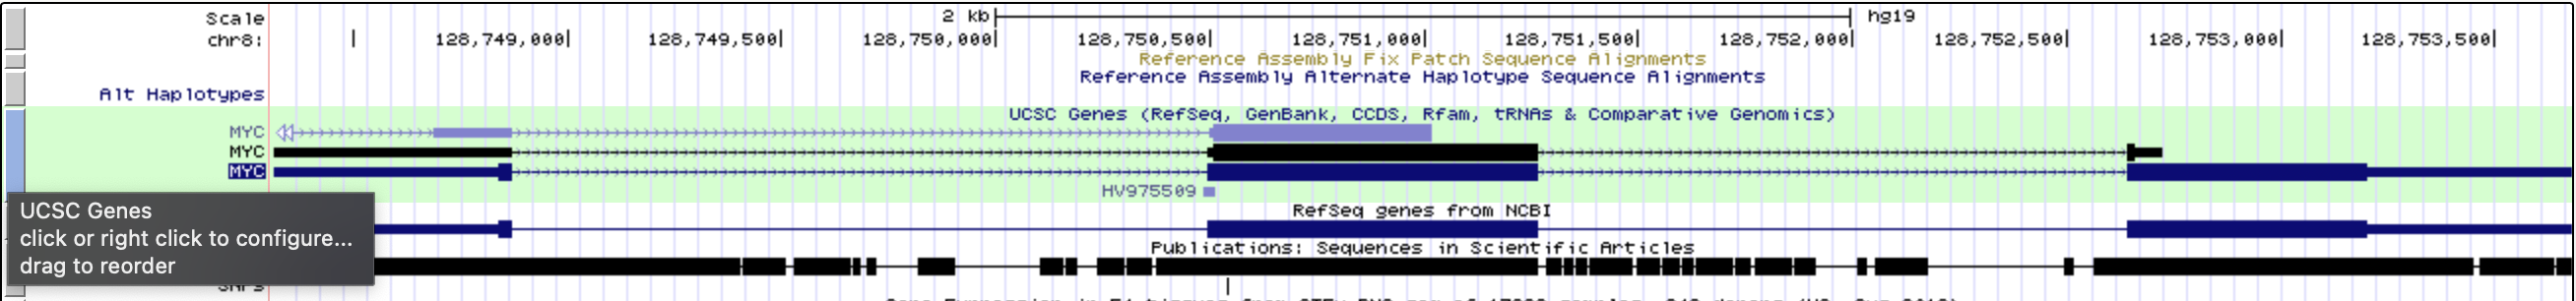 Scale 2 kb hg19
chr8: 128,749,000 128,749,500 128,750,000 128,750,500 128,751,000 128,751,500 128,752,000 128,752,500 128,753,000 128,753,500
Reference Assembly Fix Patch Sequence Alignments
Reference Assembly Alternate Haplotype Sequence Alignments
Alt Haplotypes
UCSC Genes (RefSeq, GenBank, CCDS, Rfam, tRNAs & Comparative Genomics)
MYC
MYC
MYC
HV975509
UCSC Genes
click or right click to configure...
drag to reorder
RefSeq genes from NCBI
Publications: Sequences in Scientific Articles
SNPs